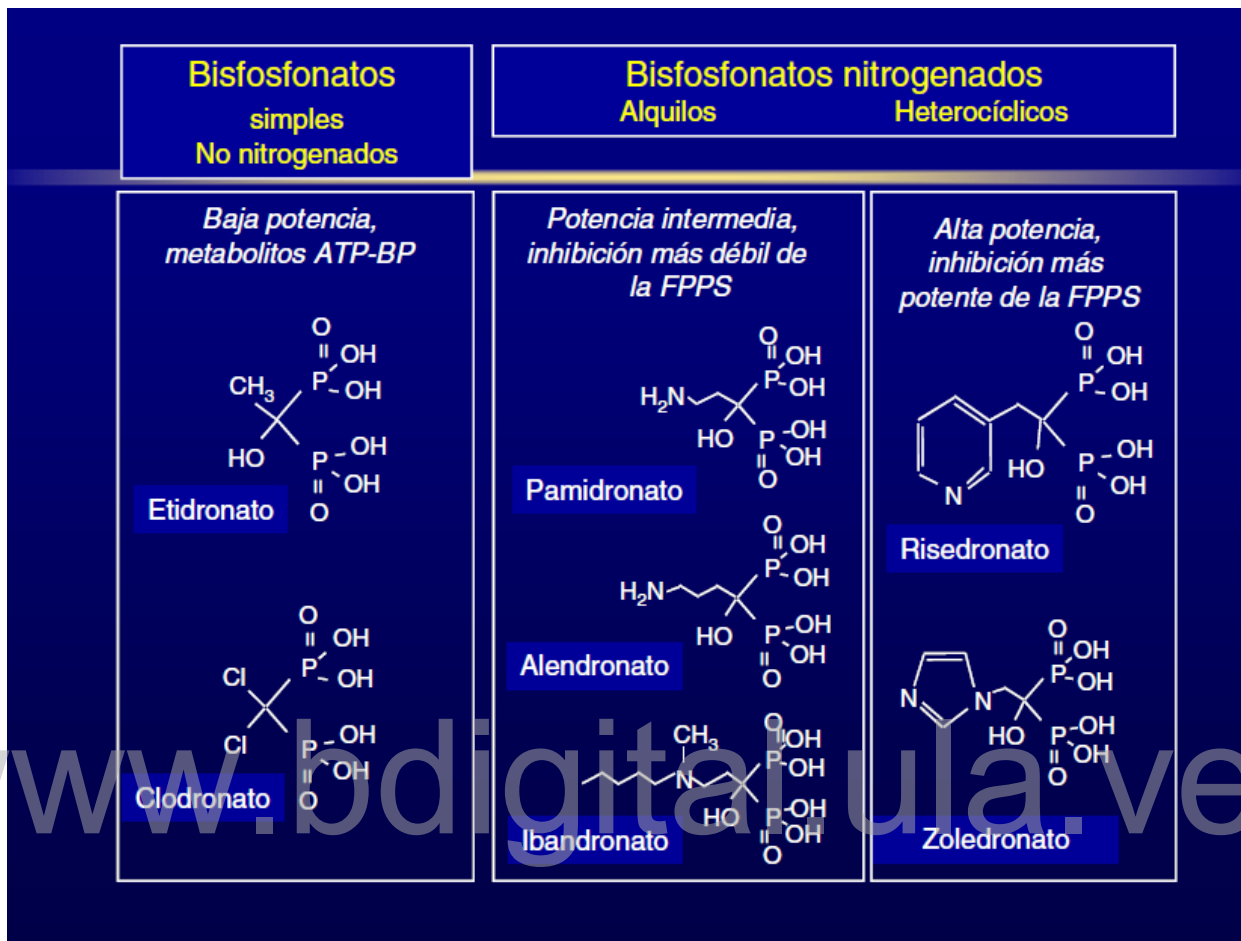 Bisfosfonatos
simples
No nitrogenados
Bisfosfonatos nitrogenados
Alquilos Heterocíclicos
Baja potencia,
metabolitos ATP-BP
O
OH
CH3
P OH
HO
P OH
OH
O
Etidronato
O
OH
Cl
P OH
Cl
P OH
OH
O
Clodronato
Potencia intermedia,
inhibición más débil de
la FPPS
O
OH
P OH
H2N
HO P OH
OH
O
Pamidronato
O
OH
P OH
H2N
HO P OH
OH
O
Alendronato
O
CH3 OH
P OH
N
HO P OH
OH
O
Ibandronato
Alta potencia,
inhibición más
potente de la FPPS
O
OH
P OH
HO P OH
N OH
O
Risedronato
O
OH
P OH
N N
HO P OH
OH
O
Zoledronato
www.bdigital.ula.ve